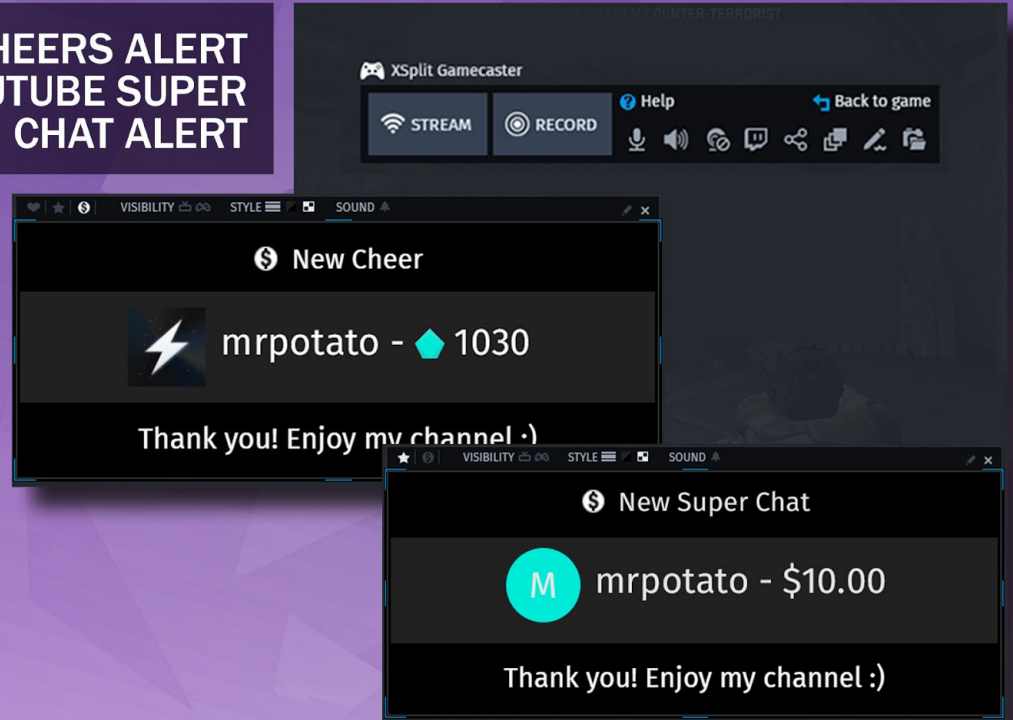 HEERS ALERT
UTUBE SUPER
CHAT ALERT
COUNTER-TERRORIST
XSplit Gamecaster
STREAM
RECORD
Help
Back to game
VISIBILITY
STYLE
SOUND
New Cheer
mrpotato - 1030
Thank you! Enjoy my channel :)
VISIBILITY
STYLE
SOUND
New Super Chat
M
mrpotato - $10.00
Thank you! Enjoy my channel :)